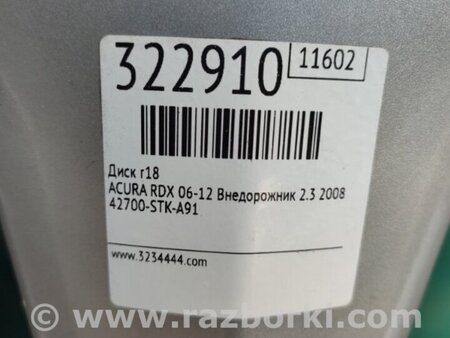 322910
11602
Диск r18
ACURA RDX 06-12 Внедорожник 2.3 2008
42700-STK-A91
www.3234444.com
www.razborki.com